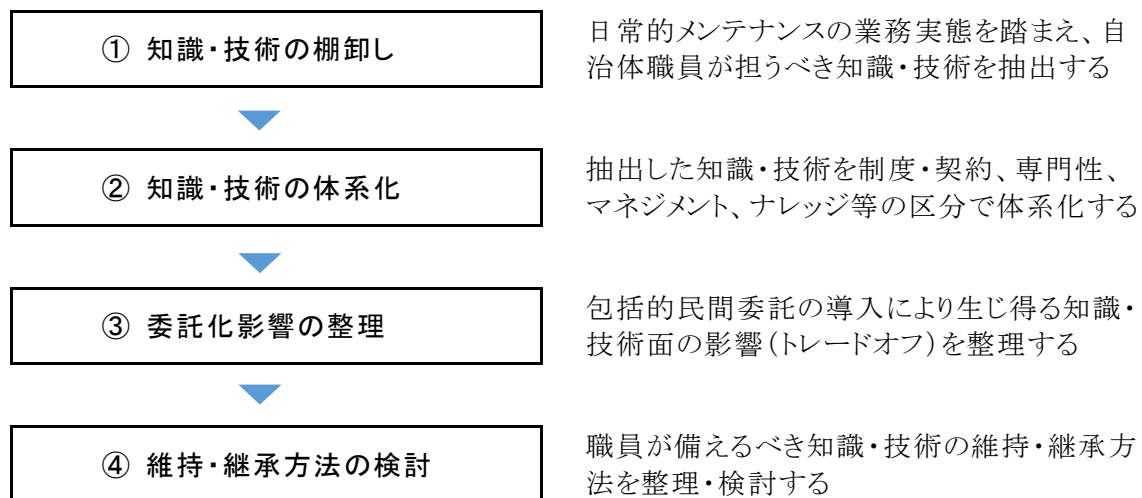 ① 知識・技術の棚卸し
日常的メンテナンスの業務実態を踏まえ、自
治体職員が担うべき知識・技術を抽出する
② 知識・技術の体系化
抽出した知識・技術を制度・契約、専門性、
マネジメント、ナレッジ等の区分で体系化する
③ 委託化影響の整理
包括的民間委託の導入により生じ得る知識・
技術面の影響(トレードオフ)を整理する
④ 維持・継承方法の検討
職員が備えるべき知識・技術の維持・継承方
法を整理・検討する